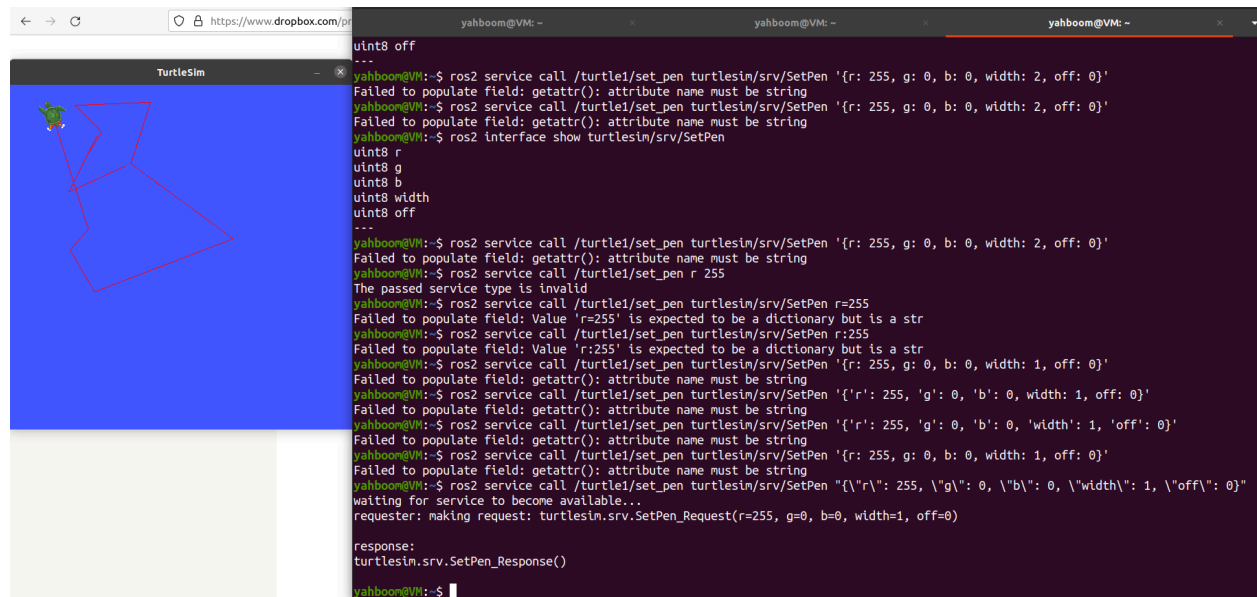 https://www.dropbox.com/pr
TurtleSim
yahboom@VM: ~
yahboom@VM: ~
yahboom@VM: ~
uint8 off
---
yahboom@VM:~$ ros2 service call /turtle1/set_pen turtlesim/srv/SetPen '{r: 255, g: 0, b: 0, width: 2, off: 0}'
Failed to populate field: getattr(): attribute name must be string
yahboom@VM:~$ ros2 service call /turtle1/set_pen turtlesim/srv/SetPen '{r: 255, g: 0, b: 0, width: 2, off: 0}'
Failed to populate field: getattr(): attribute name must be string
yahboom@VM:~$ ros2 interface show turtlesim/srv/SetPen
uint8 r
uint8 g
uint8 b
uint8 width
uint8 off
---
yahboom@VM:~$ ros2 service call /turtle1/set_pen turtlesim/srv/SetPen '{r: 255, g: 0, b: 0, width: 2, off: 0}'
Failed to populate field: getattr(): attribute name must be string
yahboom@VM:~$ ros2 service call /turtle1/set_pen r 255
The passed service type is invalid
yahboom@VM:~$ ros2 service call /turtle1/set_pen turtlesim/srv/SetPen r=255
Failed to populate field: Value 'r=255' is expected to be a dictionary but is a str
yahboom@VM:~$ ros2 service call /turtle1/set_pen turtlesim/srv/SetPen r:255
Failed to populate field: Value 'r:255' is expected to be a dictionary but is a str
yahboom@VM:~$ ros2 service call /turtle1/set_pen turtlesim/srv/SetPen '{r: 255, g: 0, b: 0, width: 1, off: 0}'
Failed to populate field: getattr(): attribute name must be string
yahboom@VM:~$ ros2 service call /turtle1/set_pen turtlesim/srv/SetPen '{'r': 255, 'g': 0, 'b': 0, width: 1, off: 0}'
Failed to populate field: getattr(): attribute name must be string
yahboom@VM:~$ ros2 service call /turtle1/set_pen turtlesim/srv/SetPen '{'r': 255, 'g': 0, 'b': 0, 'width': 1, 'off': 0}'
Failed to populate field: getattr(): attribute name must be string
yahboom@VM:~$ ros2 service call /turtle1/set_pen turtlesim/srv/SetPen '{r: 255, g: 0, b: 0, width: 1, off: 0}'
Failed to populate field: getattr(): attribute name must be string
yahboom@VM:~$ ros2 service call /turtle1/set_pen turtlesim/srv/SetPen "{\"r\": 255, \"g\": 0, \"b\": 0, \"width\": 1, \"off\": 0}"
waiting for service to become available...
requester: making request: turtlesim.srv.SetPen_Request(r=255, g=0, b=0, width=1, off=0)
response:
turtlesim.srv.SetPen_Response()
yahboom@VM:~$